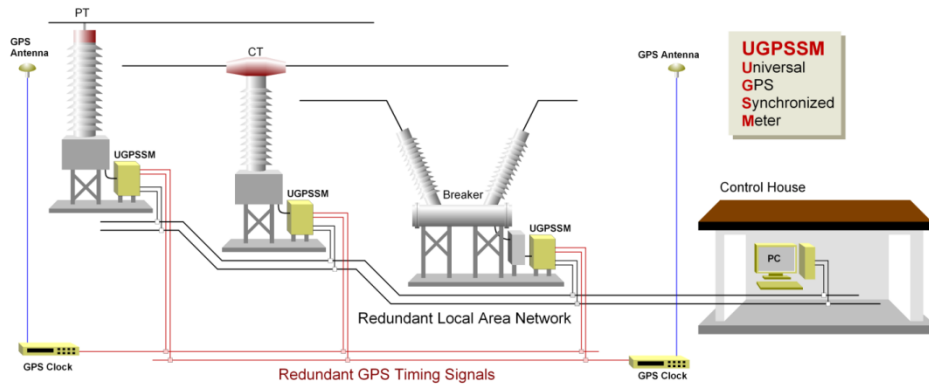 PT
GPS
Antenna
CT
GPS Antenna
UGPSSM
Universal
GPS
Synchronized
Meter
UGPSSM
UGPSSM
Breaker
UGPSSM
Control House
PC
Redundant Local Area Network
GPS Clock
Redundant GPS Timing Signals
GPS Clock